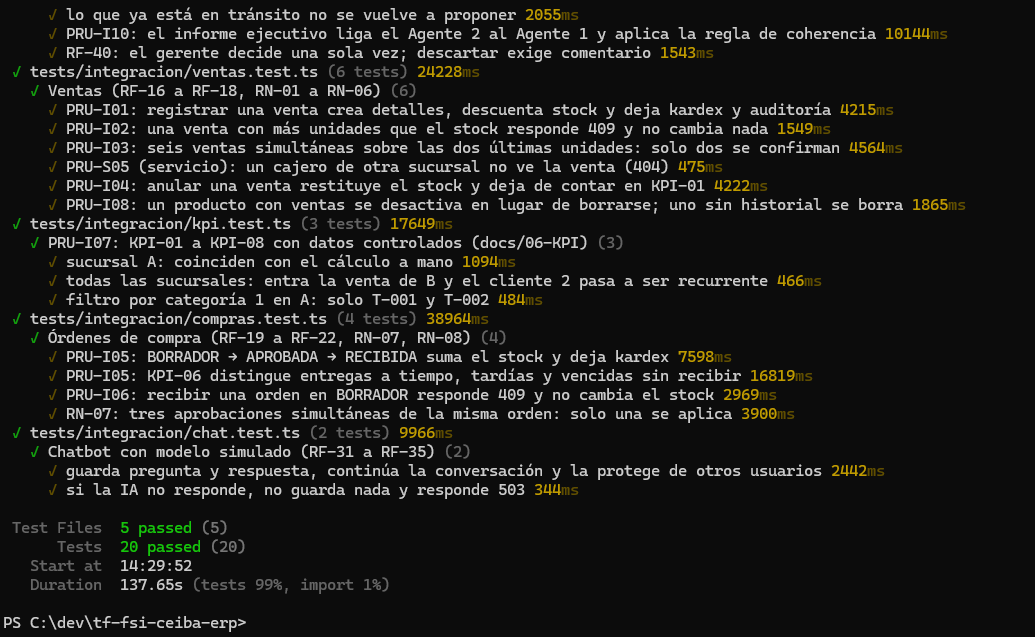 √ lo que ya está en tránsito no se vuelve a proponer 2055ms
√ PRU-I10: el informe ejecutivo liga el Agente 2 al Agente 1 y aplica la regla de coherencia 10144ms
√ RF-40: el gerente decide una sola vez; descartar exige comentario 1543ms
√ tests/integracion/ventas.test.ts (6 tests) 24228ms
√ Ventas (RF-16 a RF-18, RN-01 a RN-06) (6)
√ PRU-I01: registrar una venta crea detalles, descuenta stock y deja kardex y auditoría 4215ms
√ PRU-I02: una venta con más unidades que el stock responde 409 y no cambia nada 1549ms
√ PRU-I03: seis ventas simultáneas sobre las dos últimas unidades: solo dos se confirman 4564ms
√ PRU-S05 (servicio): un cajero de otra sucursal no ve la venta (404) 475ms
√ PRU-I04: anular una venta restituye el stock y deja de contar en KPI-01 4222ms
√ PRU-I08: un producto con ventas se desactiva en lugar de borrarse; uno sin historial se borra 1865ms
√ tests/integracion/kpi.test.ts (3 tests) 17649ms
√ PRU-I07: KPI-01 a KPI-08 con datos controlados (docs/06-KPI) (3)
√ sucursal A: coinciden con el cálculo a mano 1094ms
√ todas las sucursales: entra la venta de B y el cliente 2 pasa a ser recurrente 466ms
√ filtro por categoría 1 en A: solo T-001 y T-002 484ms
√ tests/integracion/compras.test.ts (4 tests) 38964ms
√ Órdenes de compra (RF-19 a RF-22, RN-07, RN-08) (4)
√ PRU-I05: BORRADOR → APROBADA → RECIBIDA suma el stock y deja kardex 7598ms
√ PRU-I05: KPI-06 distingue entregas a tiempo, tardías y vencidas sin recibir 16819ms
√ PRU-I06: recibir una orden en BORRADOR responde 409 y no cambia el stock 2969ms
√ RN-07: tres aprobaciones simultáneas de la misma orden: solo una se aplica 3900ms
√ tests/integracion/chat.test.ts (2 tests) 9966ms
√ Chatbot con modelo simulado (RF-31 a RF-35) (2)
√ guarda pregunta y respuesta, continúa la conversación y la protege de otros usuarios 2442ms
√ si la IA no responde, no guarda nada y responde 503 344ms
Test Files 5 passed (5)
Tests 20 passed (20)
Start at 14:29:52
Duration 137.65s (tests 99%, import 1%)
PS C:\dev\tf-fsi-ceiba-erp>